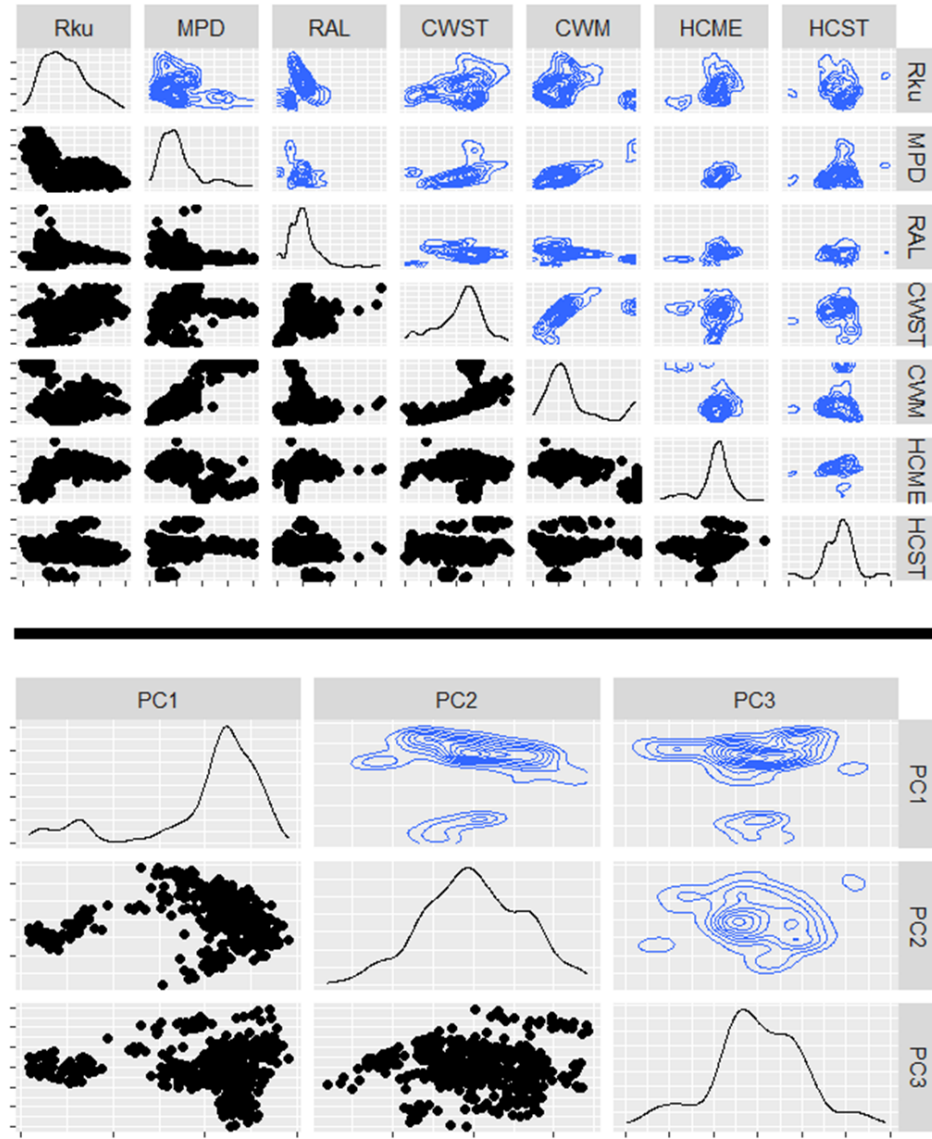 Rku MPD RAL CWST CWM HCME HCST
Rku
MPD
RAL
CWST
CWM
HCME
HCST
PC1 PC2 PC3
PC1
PC2
PC3